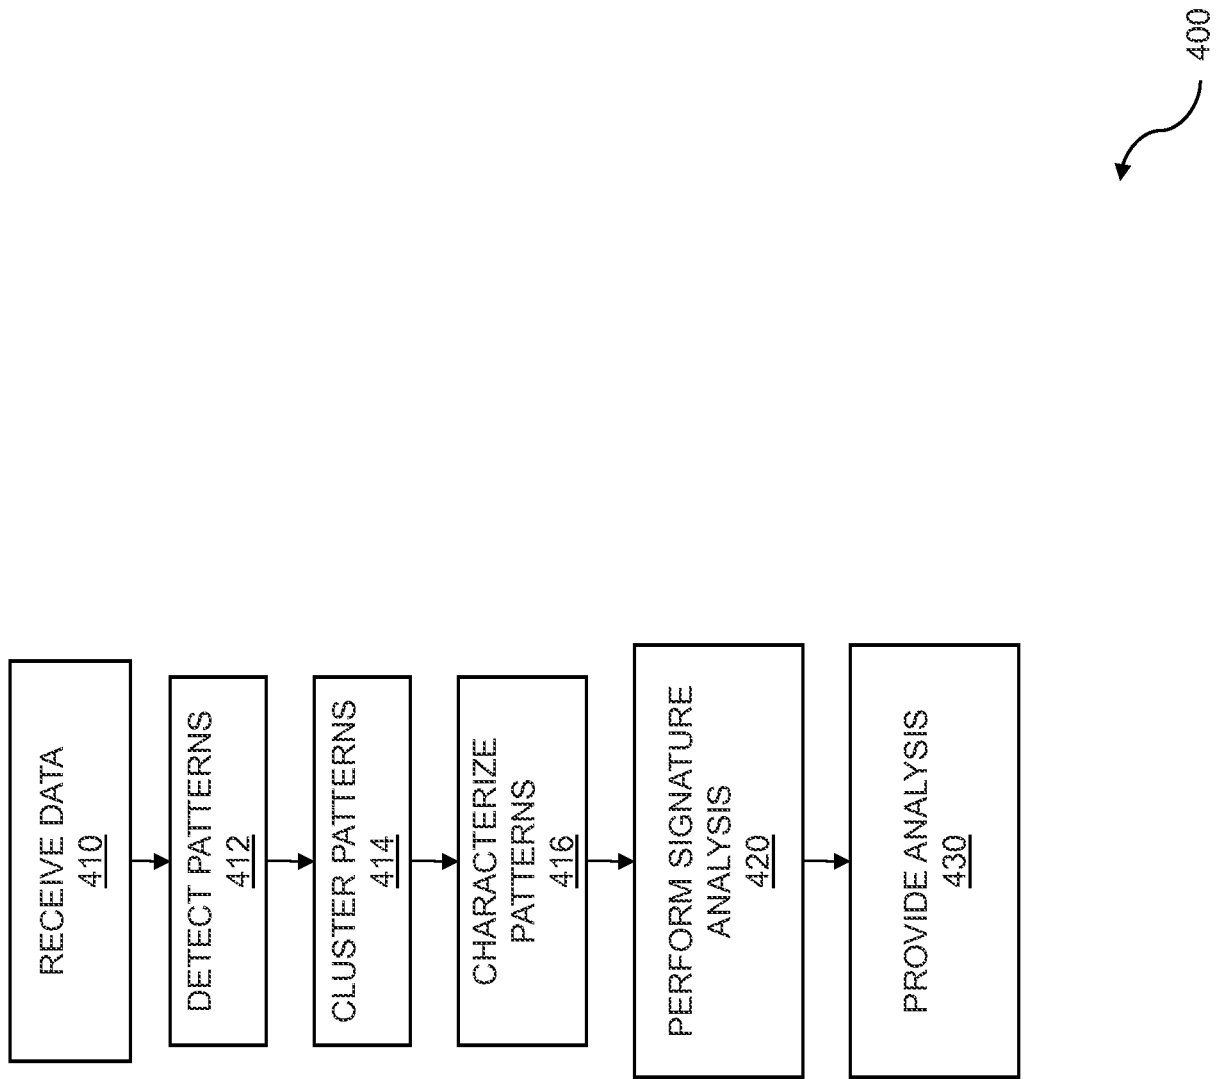 RECEIVE DATA
410
DETECT PATTERNS
412
CLUSTER PATTERNS
414
CHARACTERIZE
PATTERNS
416
PERFORM SIGNATURE
ANALYSIS
420
PROVIDE ANALYSIS
430
400